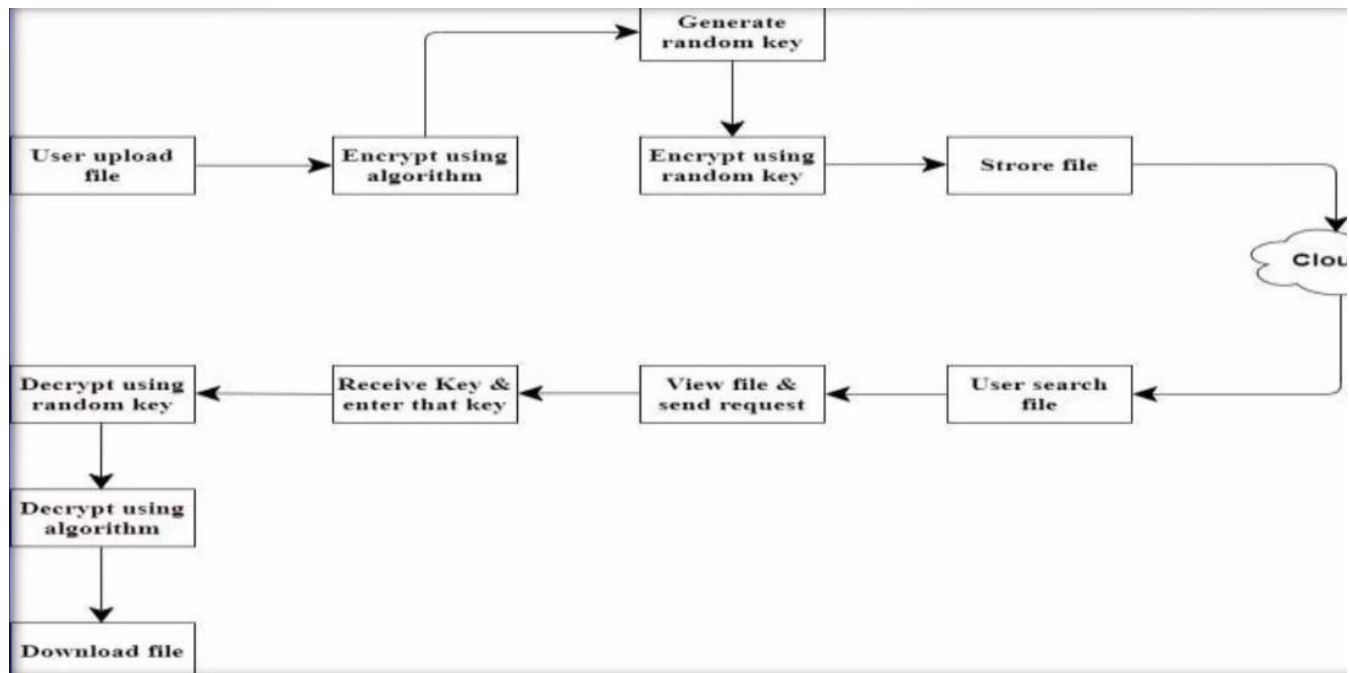 Generate
random key
User upload
file
Encrypt using
algorithm
Encrypt using
random key
Strore file
Clou
Decrypt using
random key
Receive Key &
enter that key
View file &
send request
User search
file
Decrypt using
algorithm
Download file